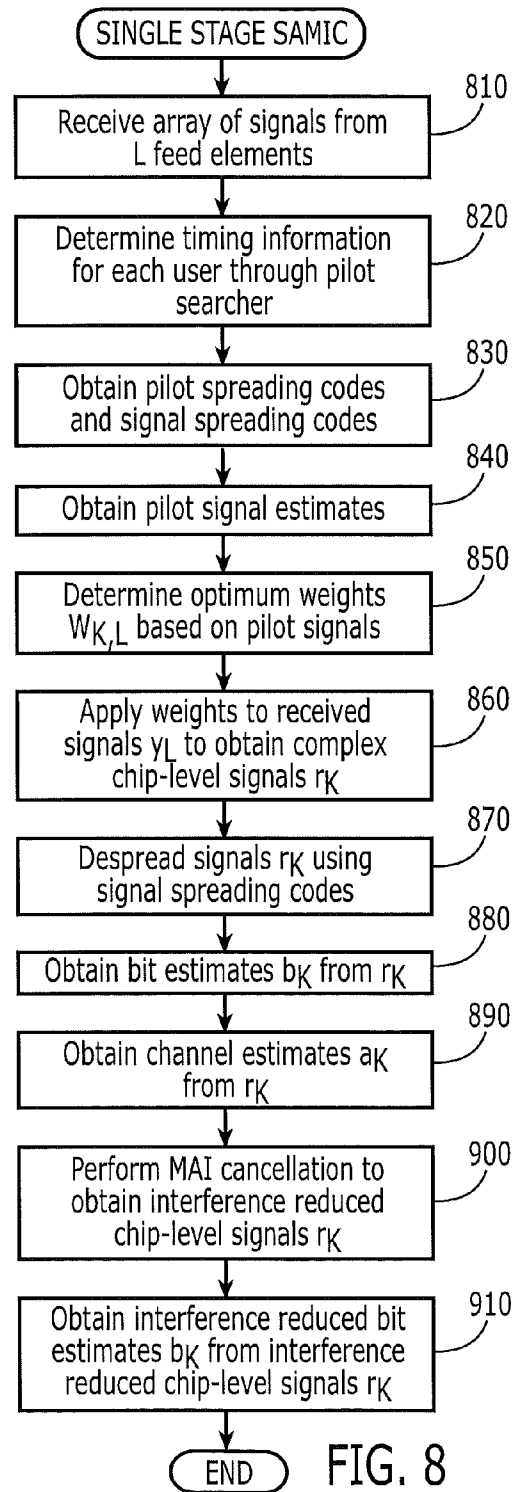 SINGLE STAGE SAMIC
810
Receive array of signals from
L feed elements
820
Determine timing information
for each user through pilot
searcher
830
Obtain pilot spreading codes
and signal spreading codes
840
Obtain pilot signal estimates
850
Determine optimum weights
WK,L based on pilot signals
860
Apply weights to received
signals yL to obtain complex
chip-level signals rK
870
Despread signals rK using
signal spreading codes
880
Obtain bit estimates bK from rK
890
Obtain channel estimates aK
from rK
900
Perform MAI cancellation to
obtain interference reduced
chip-level signals rK
910
Obtain interference reduced bit
estimates bK from interference
reduced chip-level signals rK
END
FIG. 8